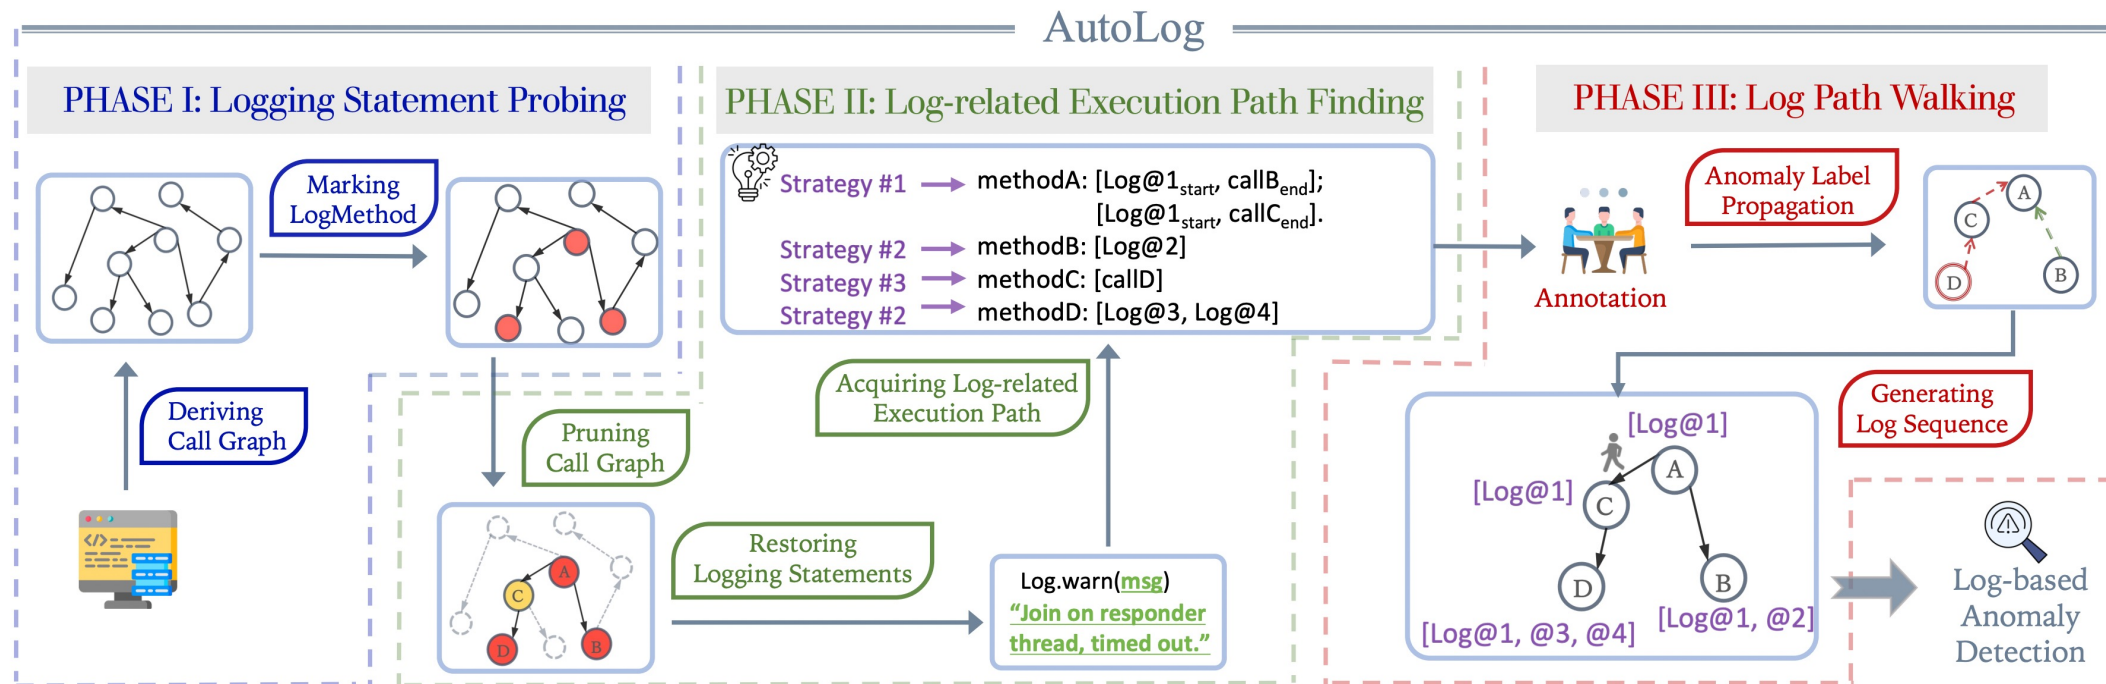 AutoLog
PHASE I: Logging Statement Probing
Marking
LogMethod
Deriving
Call Graph
</>
PHASE II: Log-related Execution Path Finding
Strategy #1
methodA: [Log@1start, callBend];
[Log@1start, callCend].
Strategy #2
methodB: [Log@2]
Strategy #3
methodC: [callD]
Strategy #2
methodD: [Log@3, Log@4]
Pruning
Call Graph
A
C
D
B
Restoring
Logging Statements
Log.warn(msg)
“Join on responder
thread, timed out.”
Acquiring Log-related
Execution Path
PHASE III: Log Path Walking
Annotation
Anomaly Label
Propagation
A
C
D
B
Generating
Log Sequence
[Log@1]
A
[Log@1]
C
D
B
[Log@1, @3, @4]
[Log@1, @2]
Log-based
Anomaly
Detection